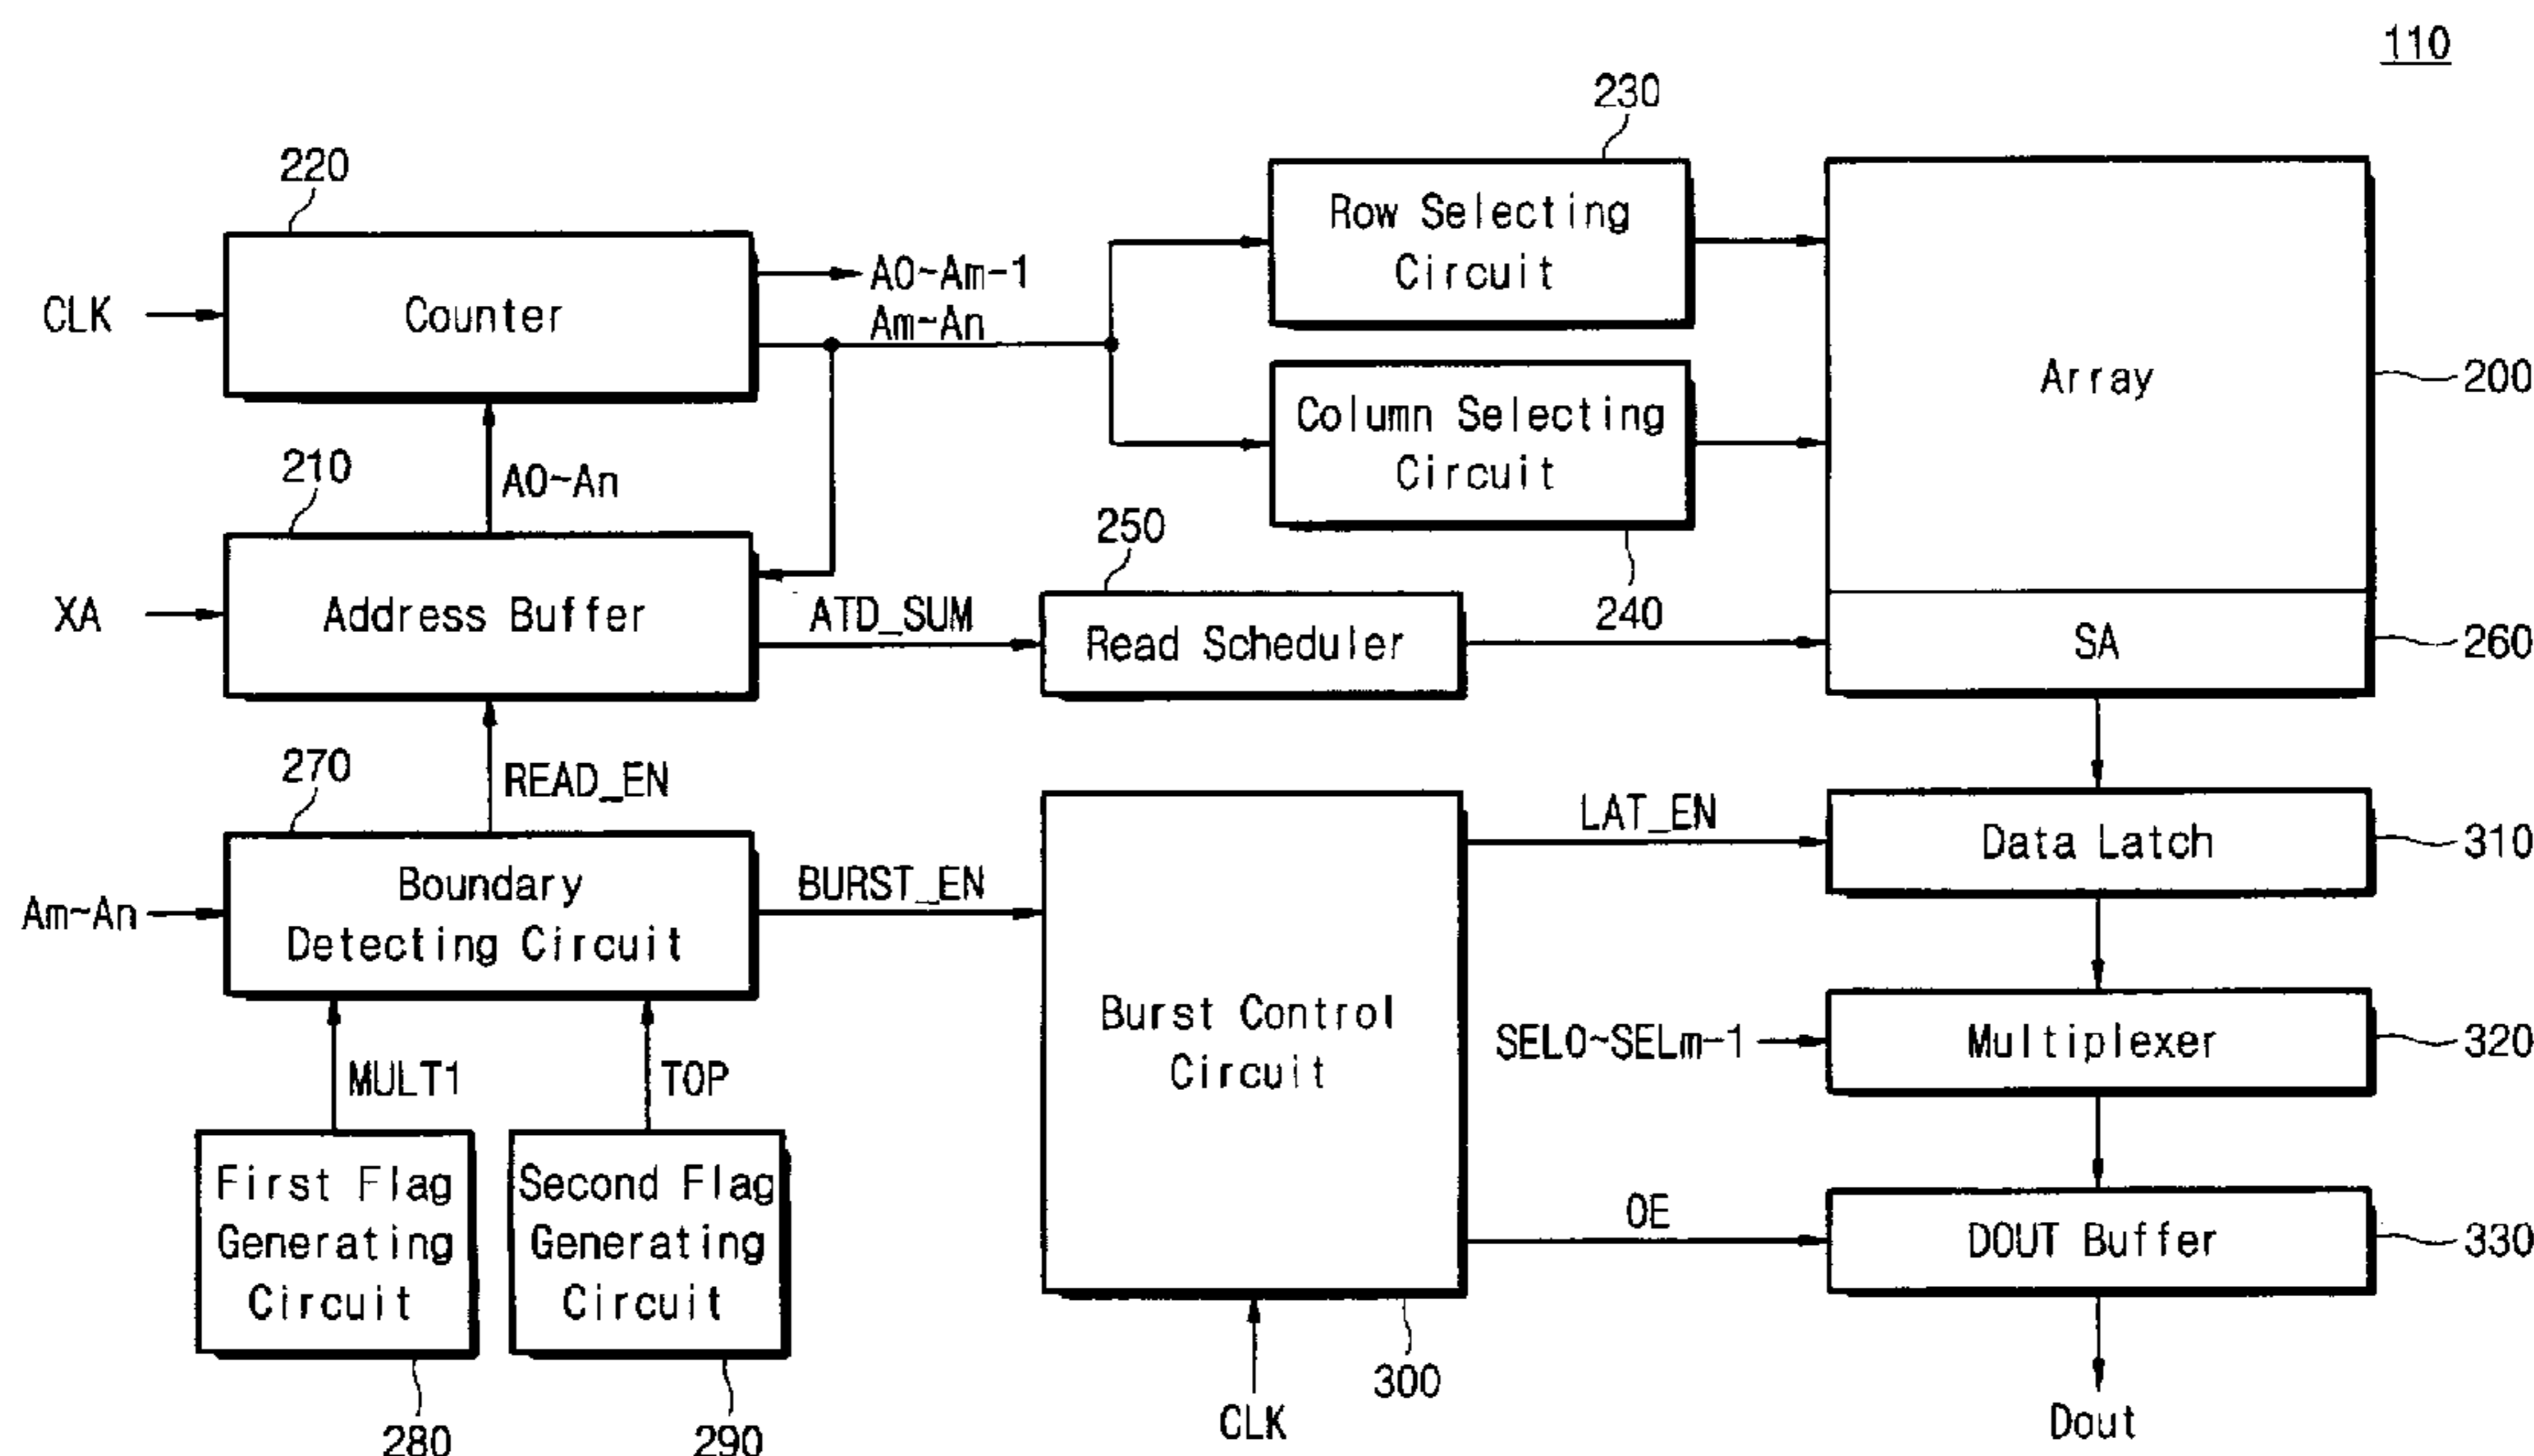 110
230
220
Row Selecting
Circuit
A0~Am-1
CLK
Counter
Am~An
Array
200
Column Selecting
Circuit
210
A0~An
250
240
XA
Address Buffer
ATD_SUM
Read Scheduler
SA
260
270
READ_EN
LAT_EN
Data Latch
310
Boundary
Detecting Circuit
Am~An
BURST_EN
Burst Control
Circuit
SEL0~SELm-1
Multiplexer
320
MULT1
TOP
First Flag
Generating
Circuit
Second Flag
Generating
Circuit
OE
DOUT Buffer
330
300
280
290
CLK
Dout